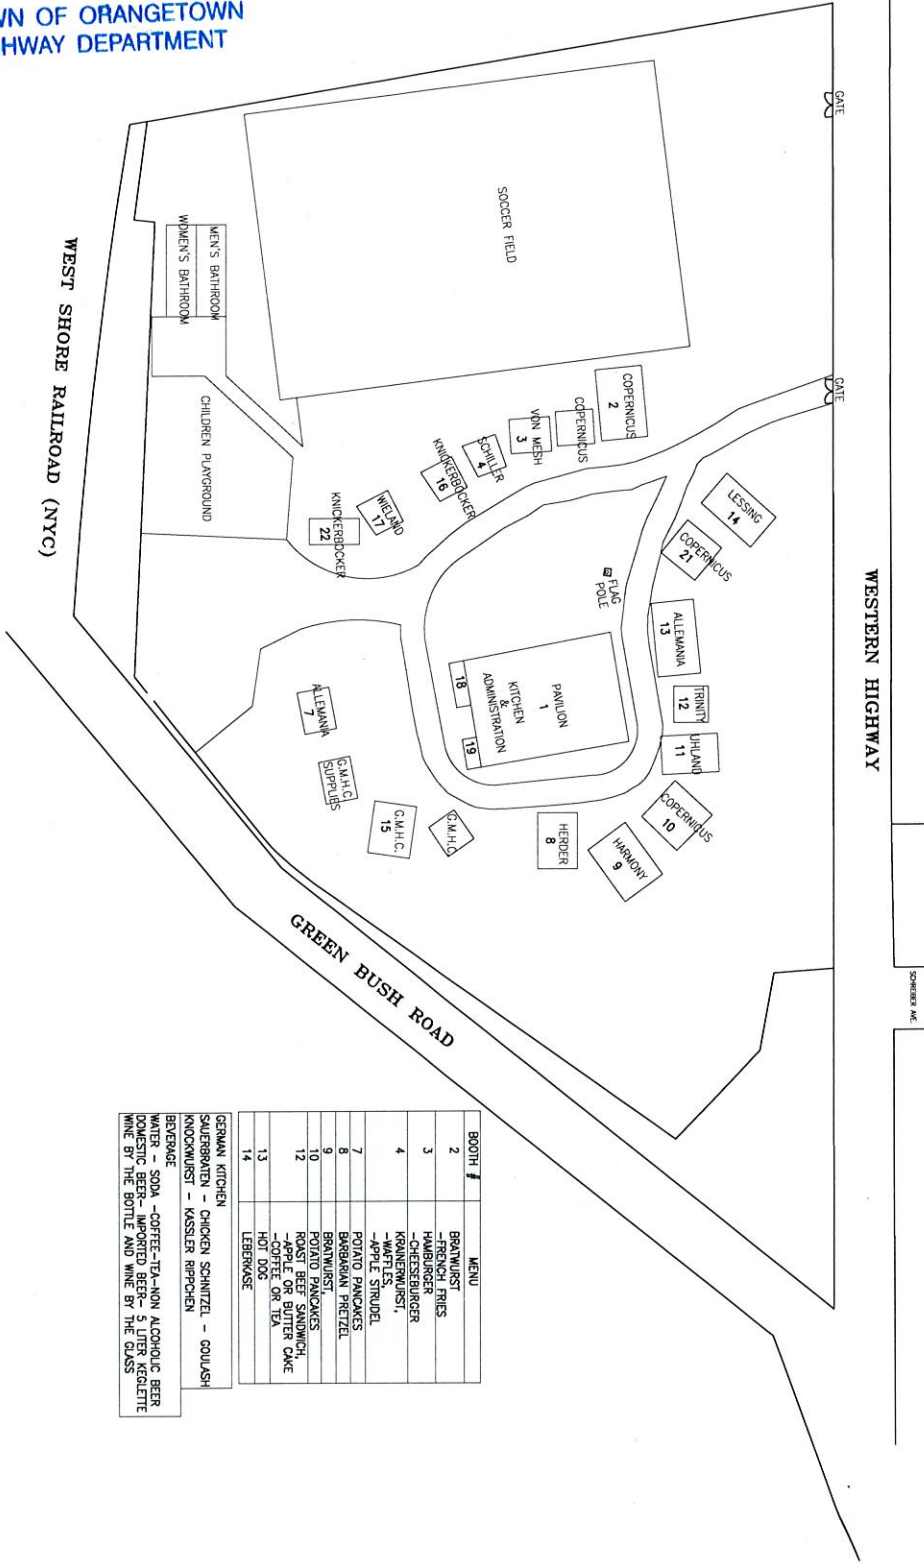 WN OF ORANGETOWN
HWAY DEPARTMENT
WESTERN HIGHWAY
SCHREIBER AVE.
GATE
GATE
SOCCER FIELD
MEN'S BATHROOM
WOMEN'S BATHROOM
CHILDREN PLAYGROUND
WEST SHORE RAILROAD (NYC)
GREEN BUSH ROAD
COPERNICUS
2
COPERNICUS
VON MESH
3
SCHILLER
4
KNICKERBOCKER
16
WIELAND
17
KNICKERBOCKER
22
LESSING
14
COPERNICUS
21
FLAG
POLE
ALLEMANIA
13
TRINITY
12
UHLAND
11
COPERNICUS
10
HARMONY
9
HERDER
8
PAVILION
1
KITCHEN
&
ADMINISTRATION
18
19
G.M.H.C.
G.M.H.C.
15
G.M.H.C.
SUPPLIES
ALLEMANIA
7
BOOTH # MENU
2 BRATWURST
-FRENCH FRIES
3 HAMBURGER
-CHEESEBURGER
4 KRAINERWURST,
-WAFFLES,
-APPLE STRUDEL
7 POTATO PANCAKES
8 BARBARIAN PRETZEL
9 BRATWURST,
10 POTATO PANCAKES
12 ROAST BEEF SANDWICH,
-APPLE OR BUTTER CAKE
-COFFEE OR TEA
13 HOT DOG
14 LEBERKASE
GERMAN KITCHEN
SAUERBRATEN - CHICKEN SCHNITZEL - GOULASH
KNOCKWURST - KASSLER RIPPCHEN
BEVERAGE
WATER - SODA -COFFEE-TEA-NON ALCOHOLIC BEER
DOMESTIC BEER- IMPORTED BEER- 5 LITER KEGLETTE
WINE BY THE BOTTLE AND WINE BY THE GLASS